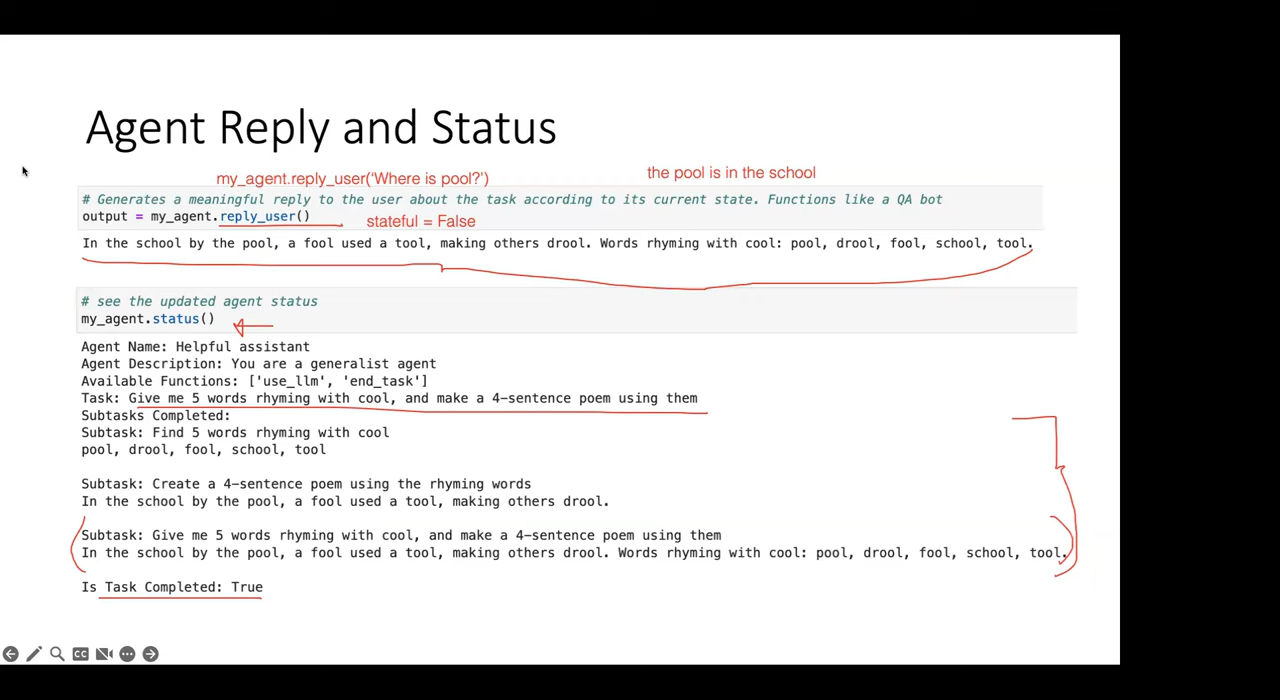 Agent Reply and Status
my_agent.reply_user(‘Where is pool?’)
the pool is in the school
# Generates a meaningful reply to the user about the task according to its current state. Functions like a QA bot
output = my_agent.reply_user()
stateful = False
In the school by the pool, a fool used a tool, making others drool. Words rhyming with cool: pool, drool, fool, school, tool.
# see the updated agent status
my_agent.status()
Agent Name: Helpful assistant
Agent Description: You are a generalist agent
Available Functions: ['use_llm', 'end_task']
Task: Give me 5 words rhyming with cool, and make a 4-sentence poem using them
Subtasks Completed:
Subtask: Find 5 words rhyming with cool
pool, drool, fool, school, tool
Subtask: Create a 4-sentence poem using the rhyming words
In the school by the pool, a fool used a tool, making others drool.
Subtask: Give me 5 words rhyming with cool, and make a 4-sentence poem using them
In the school by the pool, a fool used a tool, making others drool. Words rhyming with cool: pool, drool, fool, school, tool.
Is Task Completed: True
CC